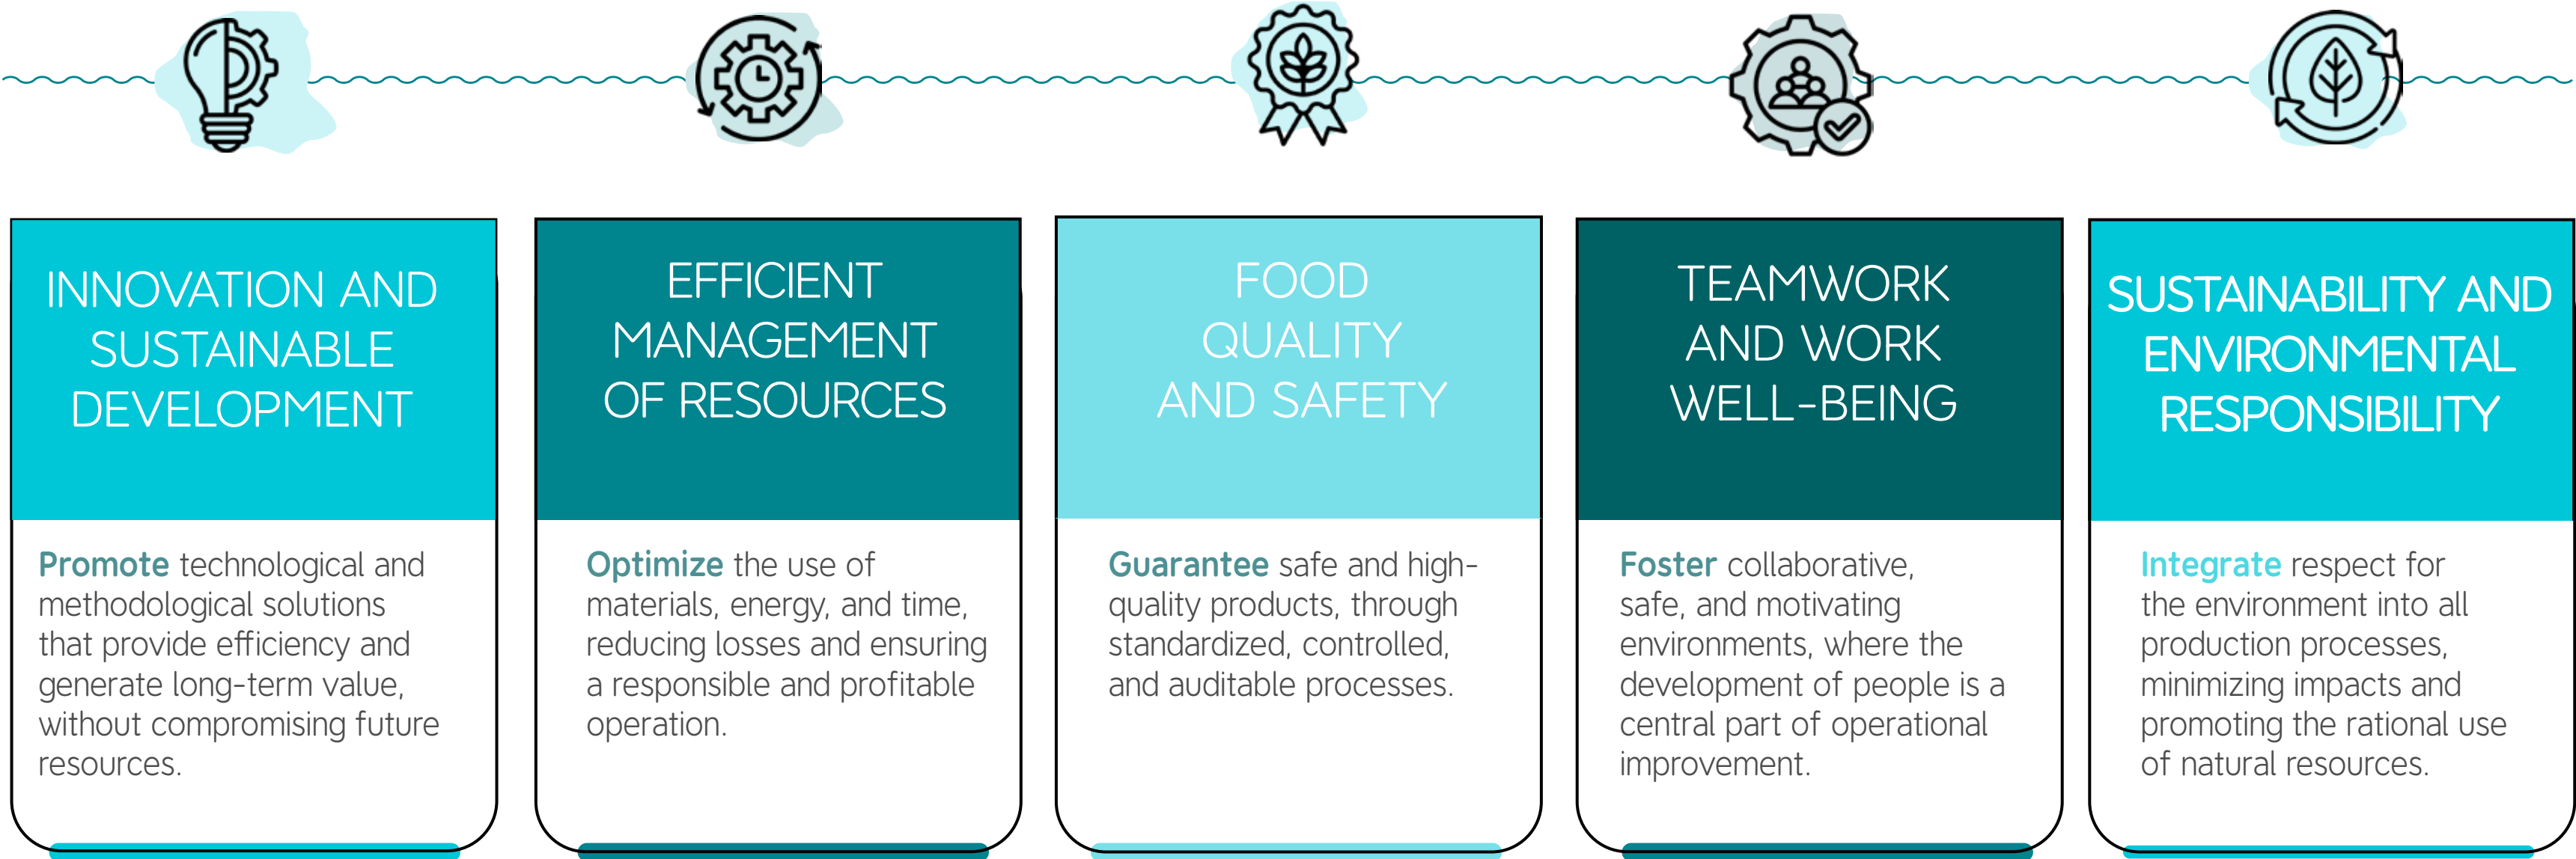 INNOVATION AND
SUSTAINABLE
DEVELOPMENT
Promote technological and
methodological solutions
that provide efficiency and
generate long-term value,
without compromising future
resources.
EFFICIENT
MANAGEMENT
OF RESOURCES
Optimize the use of
materials, energy, and time,
reducing losses and ensuring
a responsible and profitable
operation.
FOOD
QUALITY
AND SAFETY
Guarantee safe and high-
quality products, through
standardized, controlled,
and auditable processes.
TEAMWORK
AND WORK
WELL-BEING
Foster collaborative,
safe, and motivating
environments, where the
development of people is a
central part of operational
improvement.
SUSTAINABILITY AND
ENVIRONMENTAL
RESPONSIBILITY
Integrate respect for
the environment into all
production processes,
minimizing impacts and
promoting the rational use
of natural resources.